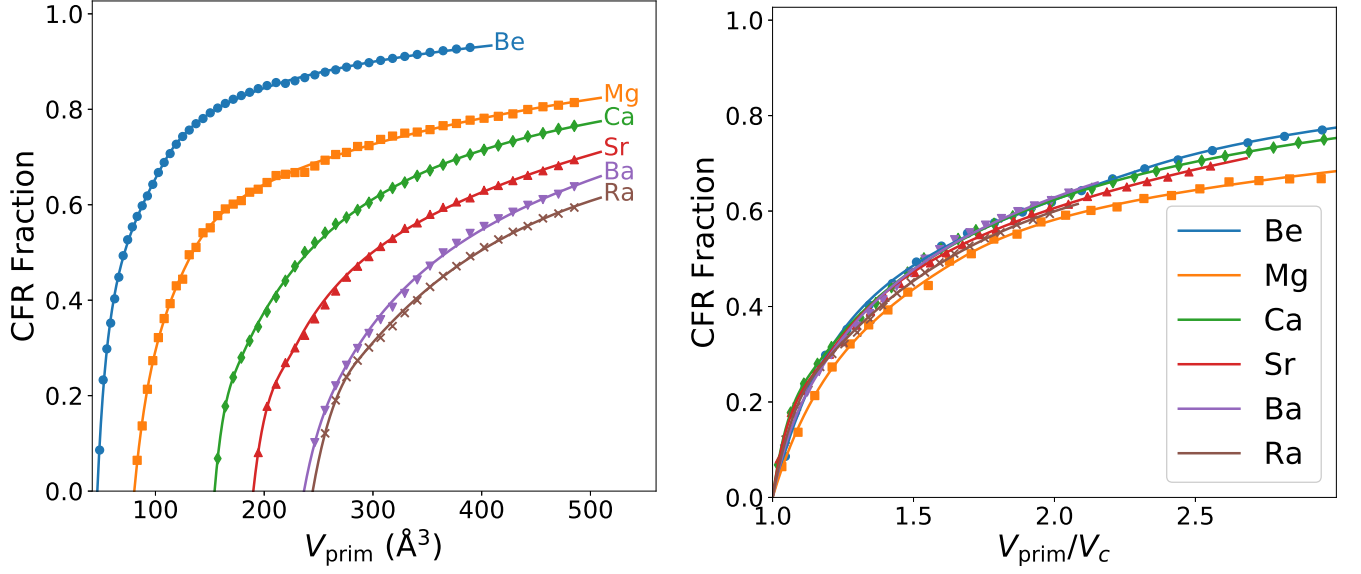 1.0
0.8
0.6
0.4
0.2
0.0
CFR Fraction
100
200
300
400
500
V_prim (Å³)
Be
Mg
Ca
Sr
Ba
Ra
1.0
0.8
0.6
0.4
0.2
0.0
CFR Fraction
1.0
1.5
2.0
2.5
V_prim/V_c
Be
Mg
Ca
Sr
Ba
Ra